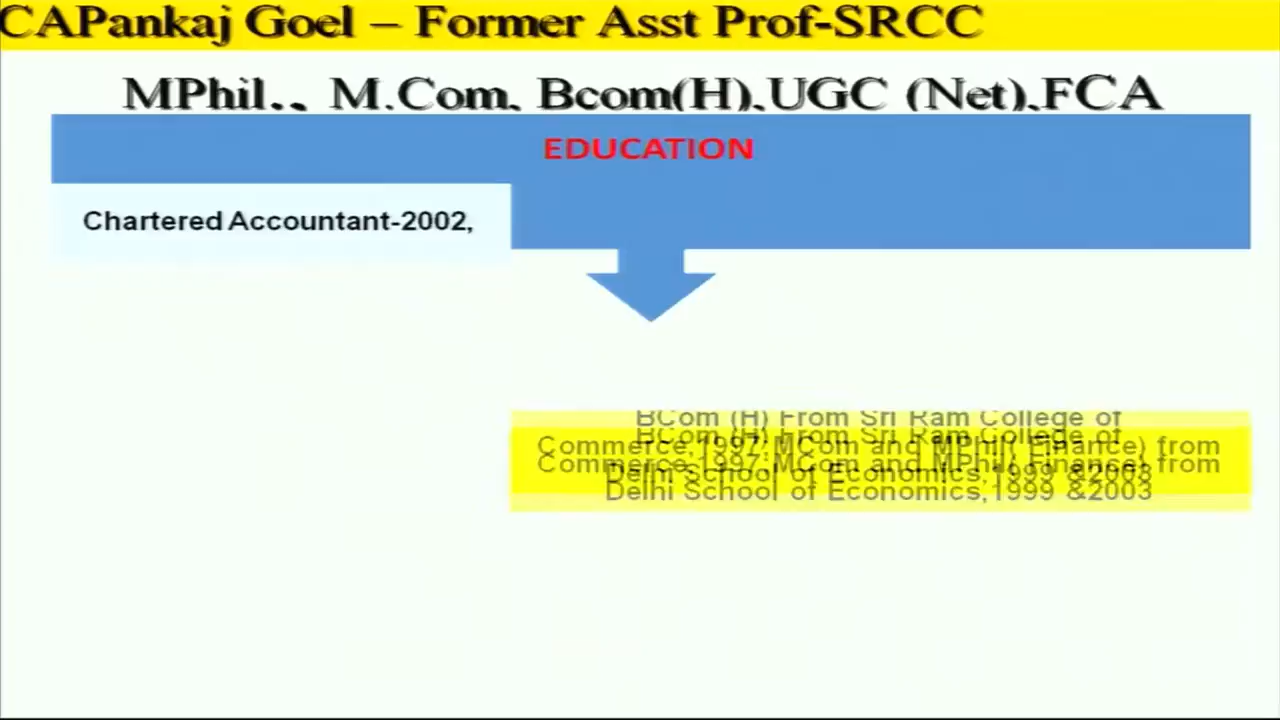 CAPankaj Goel – Former Asst Prof-SRCC
MPhil,, M.Com, Bcom(H),UGC (Net),FCA
EDUCATION
Chartered Accountant-2002,
BCom (H) From Sri Ram College of
Commerce,1997;MCom and MPhil( Finance) from
Delhi School of Economics,1999 &2003